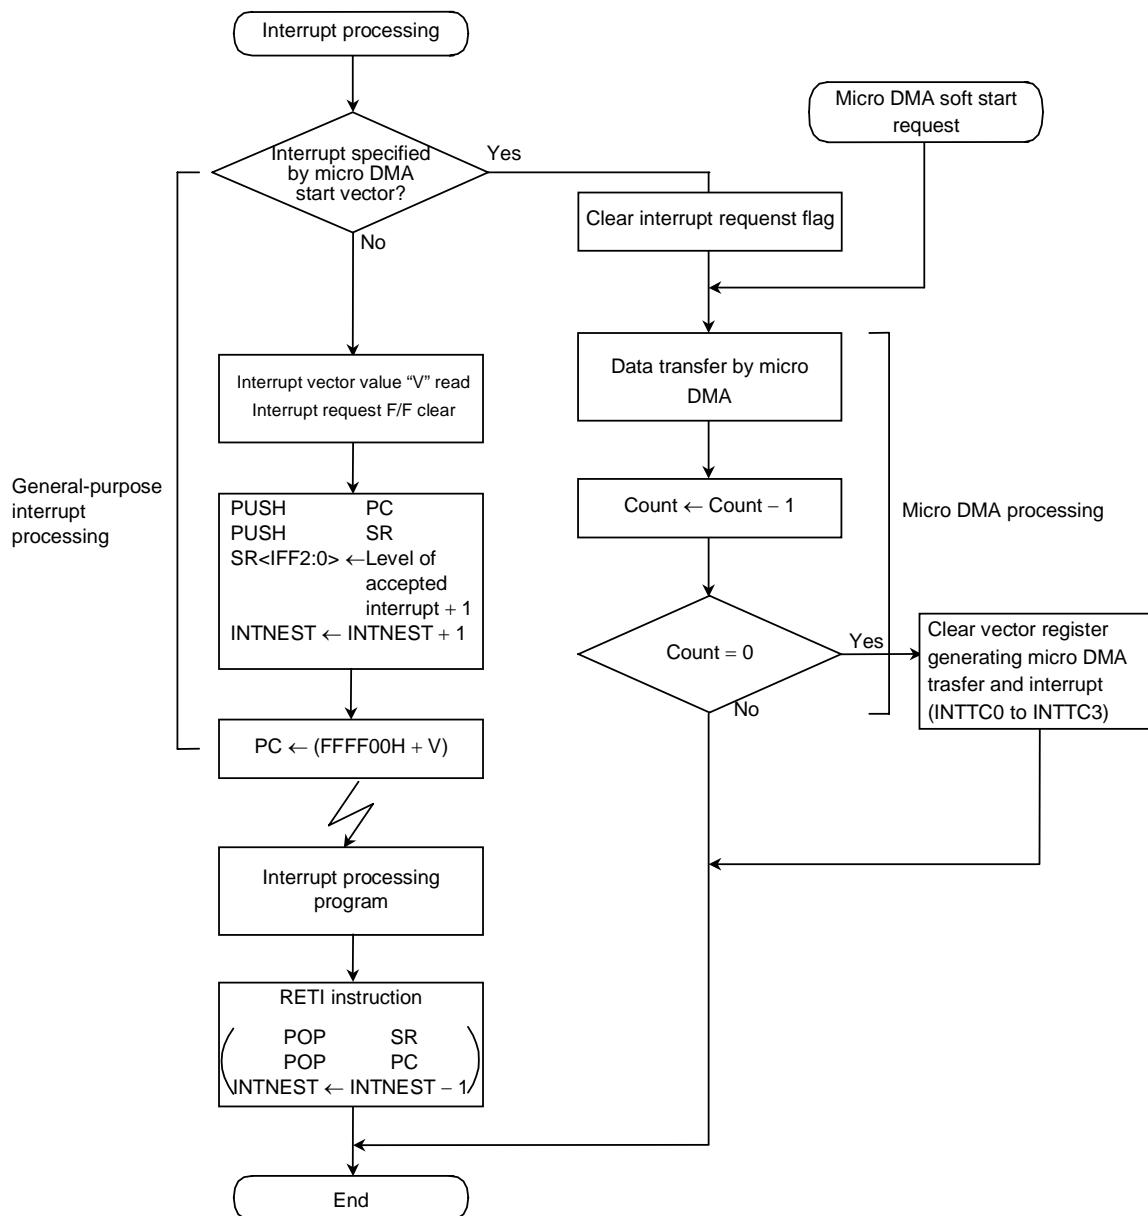 Interrupt processing
Micro DMA soft start
request
Interrupt specified
by micro DMA
start vector?
Yes
No
Clear interrupt requenst flag
Data transfer by micro
DMA
Interrupt vector value “V” read
Interrupt request F/F clear
General-purpose
interrupt
processing
PUSH PC
PUSH SR
SR<IFF2:0> ←Level of
accepted
interrupt + 1
INTNEST ← INTNEST + 1
Count ← Count − 1
Micro DMA processing
Count = 0
Yes
No
Clear vector register
generating micro DMA
trasfer and interrupt
(INTTC0 to INTTC3)
PC ← (FFFF00H + V)
Interrupt processing
program
RETI instruction
POP SR
POP PC
INTNEST ← INTNEST − 1
End